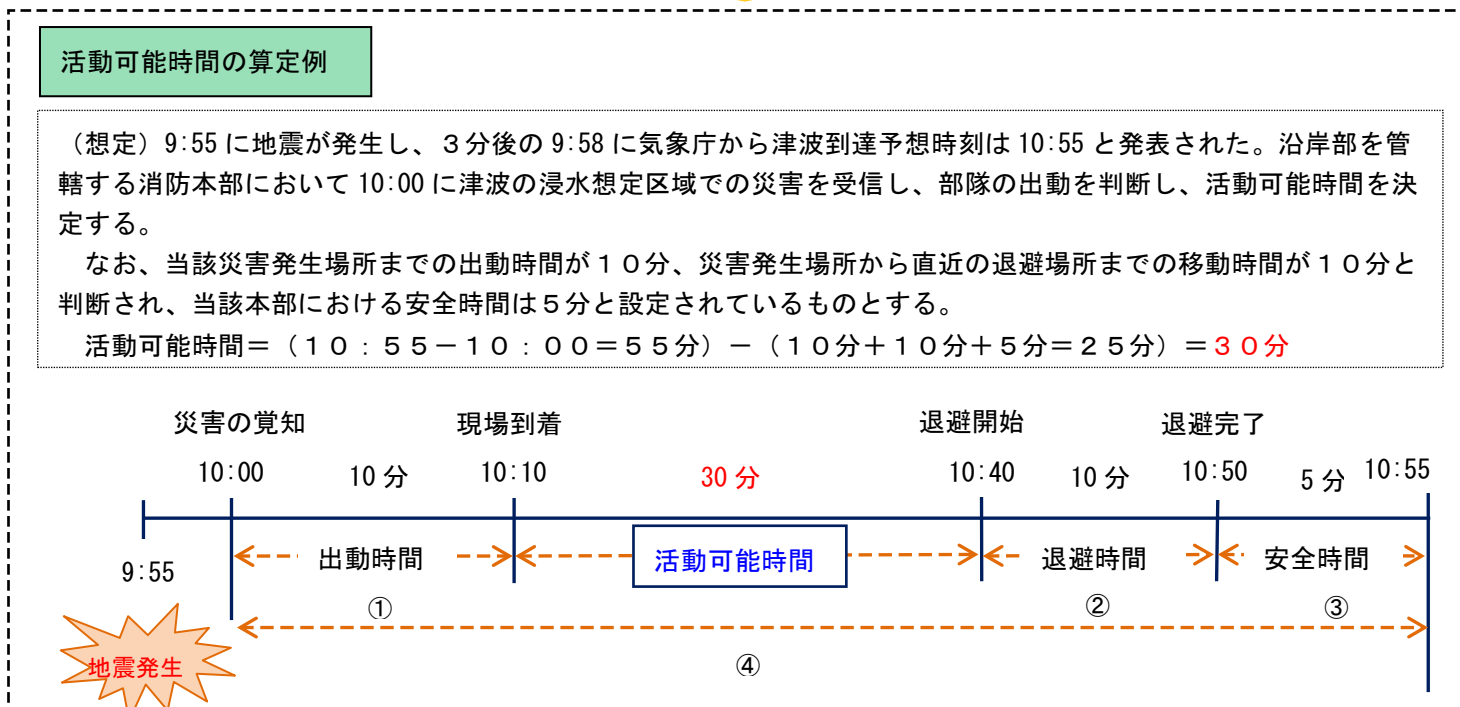 活動可能時間の算定例
（想定）9:55 に地震が発生し、３分後の 9:58 に気象庁から津波到達予想時刻は 10:55 と発表された。沿岸部を管
轄する消防本部において 10:00 に津波の浸水想定区域での災害を受信し、部隊の出動を判断し、活動可能時間を決
定する。
なお、当該災害発生場所までの出動時間が１０分、災害発生場所から直近の退避場所までの移動時間が１０分と
判断され、当該本部における安全時間は５分と設定されているものとする。
活動可能時間＝（１０：５５－１０：００＝５５分）－（１０分＋１０分＋５分＝２５分）＝３０分
災害の覚知 現場到着 退避開始 退避完了
10:00 10 分 10:10 30 分 10:40 10 分 10:50 5 分 10:55
9:55 出動時間 活動可能時間 退避時間 安全時間
① ② ③
地震発生 ④